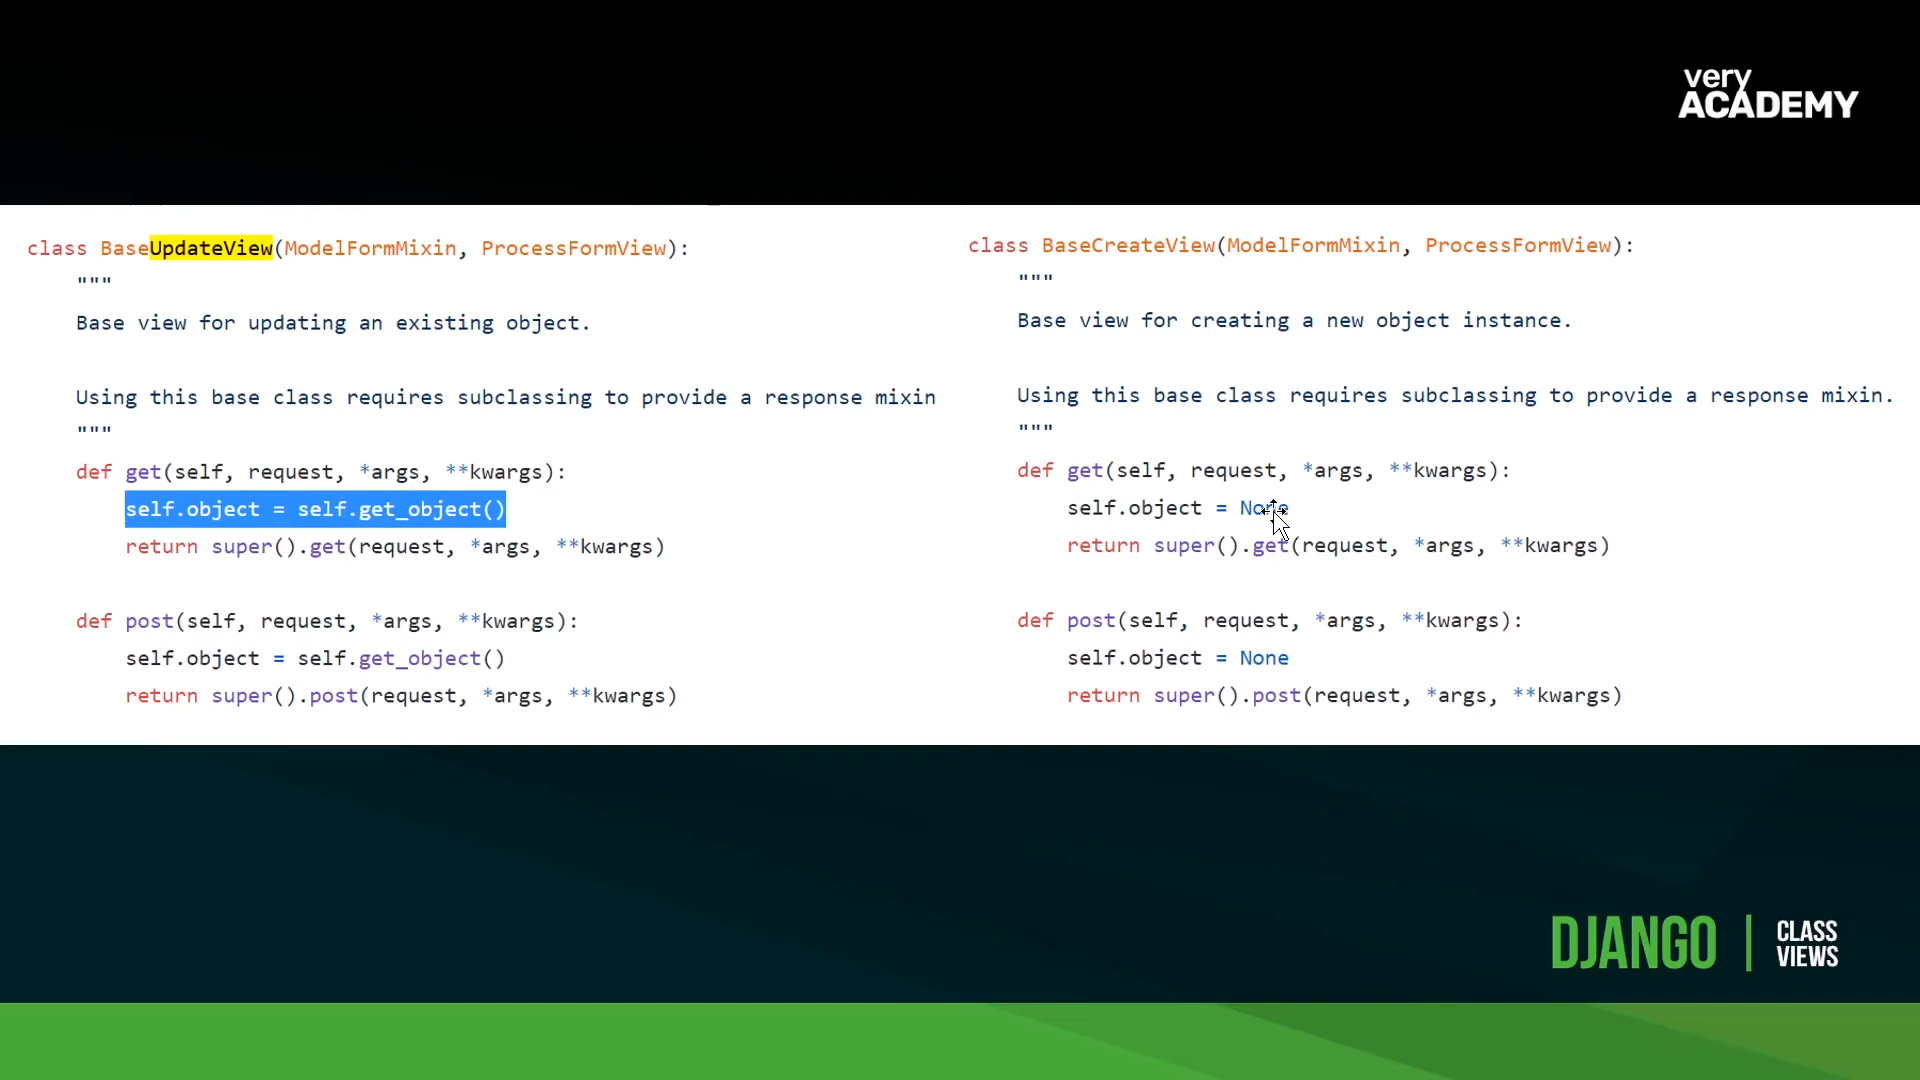 very
ACADEMY
class BaseUpdateView(ModelFormMixin, ProcessFormView):
"""
Base view for updating an existing object.
Using this base class requires subclassing to provide a response mixin
"""
def get(self, request, *args, **kwargs):
self.object = self.get_object()
return super().get(request, *args, **kwargs)
def post(self, request, *args, **kwargs):
self.object = self.get_object()
return super().post(request, *args, **kwargs)
class BaseCreateView(ModelFormMixin, ProcessFormView):
"""
Base view for creating a new object instance.
Using this base class requires subclassing to provide a response mixin.
"""
def get(self, request, *args, **kwargs):
self.object = None
return super().get(request, *args, **kwargs)
def post(self, request, *args, **kwargs):
self.object = None
return super().post(request, *args, **kwargs)
DJANGO
CLASS
VIEWS